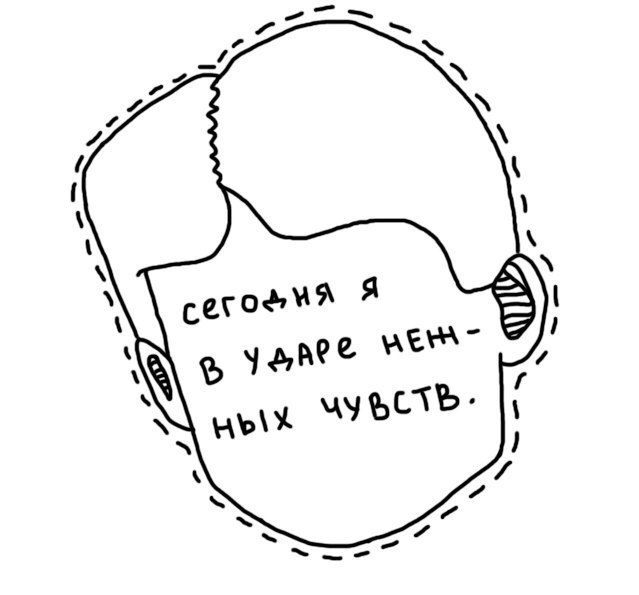 сегодня я
в ударе неж-
ных чувств.